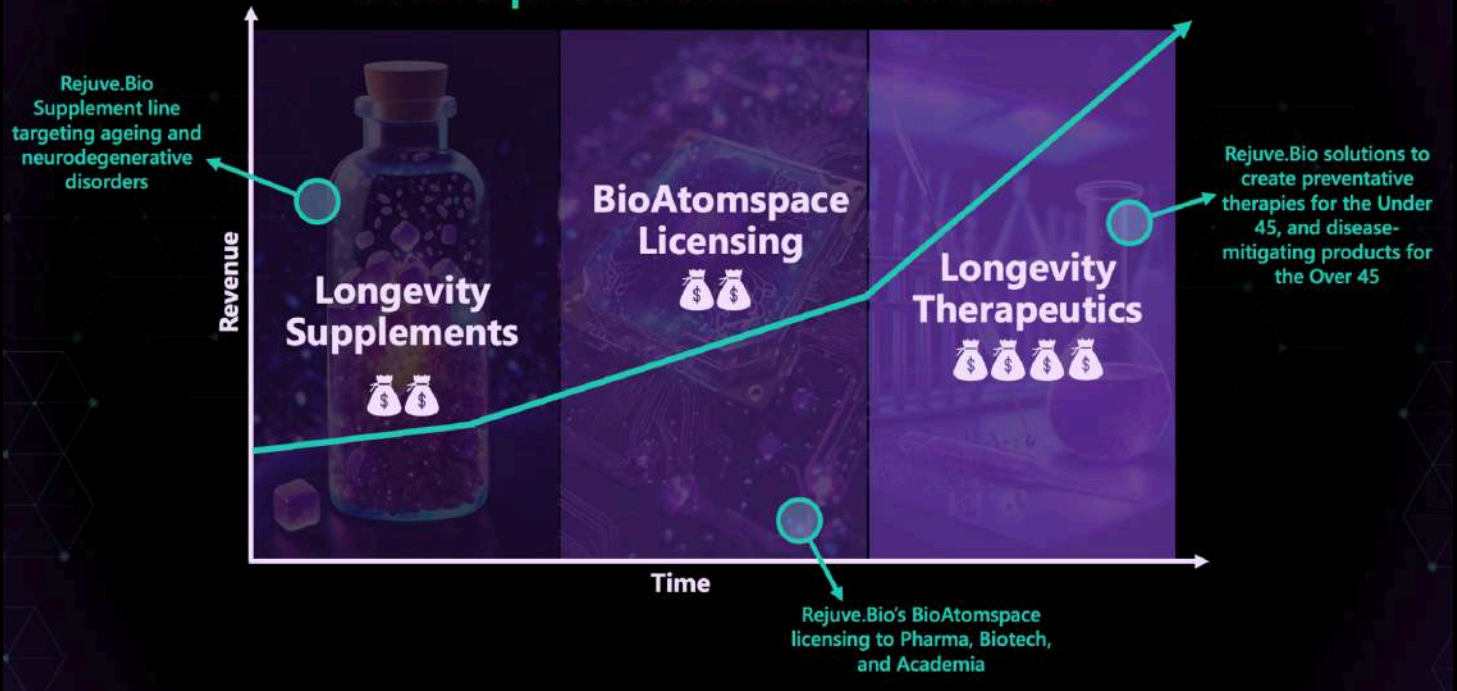 Rejuve.Bio
Supplement line
targeting ageing and
neurodegenerative
disorders
Revenue
Longevity
Supplements
$ $
BioAtomspace
Licensing
$ $
Longevity
Therapeutics
$ $ $ $
Rejuve.Bio solutions to
create preventative
therapies for the Under
45, and disease-
mitigating products for
the Over 45
Time
Rejuve.Bio's BioAtomspace
licensing to Pharma, Biotech,
and Academia